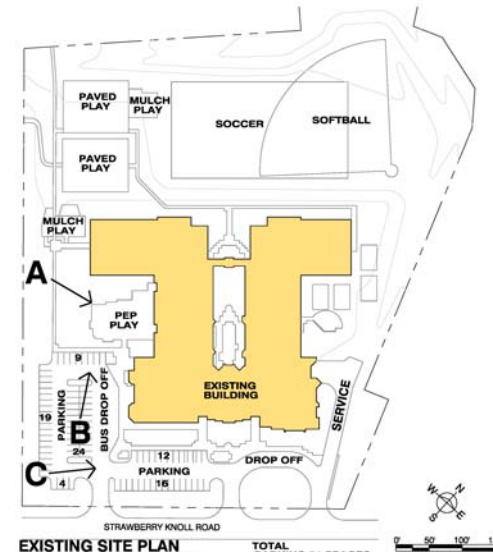 PAVED
PLAY
MULCH
PLAY
SOCCER
SOFTBALL
PAVED
PLAY
MULCH
PLAY
A
PEP
PLAY
9
EXISTING
BUILDING
19
PARKING
B
BUS DROP OFF
24
SERVICE
C
12
PARKING
16
DROP OFF
4
N
E
S
W
STRAWBERRY KNOLL ROAD
EXISTING SITE PLAN
TOTAL
0' 50' 100'